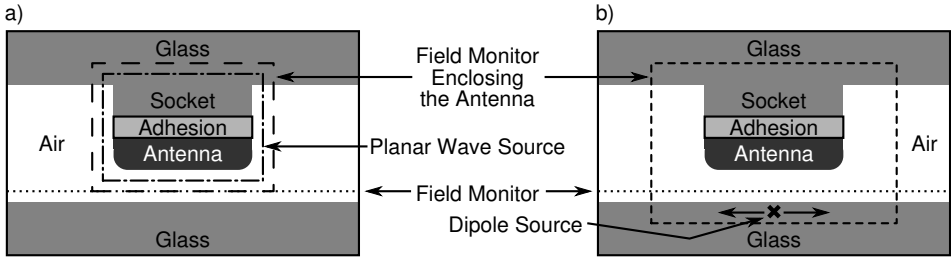 a)
Glass
Socket
Adhesion
Antenna
Air
Glass
Field Monitor
Enclosing
the Antenna
Planar Wave Source
Field Monitor
Dipole Source
b)
Glass
Socket
Adhesion
Antenna
Air
Glass